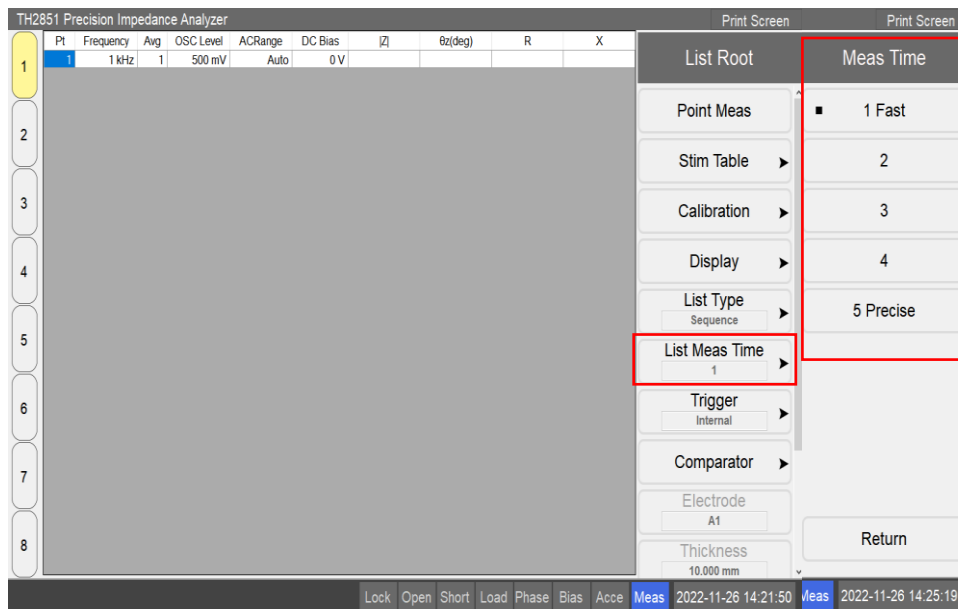 TH2851 Precision Impedance Analyzer
Print Screen
Print Screen
Pt Frequency Avg OSC Level ACRange DC Bias |Z| θz(deg) R X
1 1 kHz 1 500 mV Auto 0 V
1
2
3
4
5
6
7
8
List Root
Point Meas
Stim Table
Calibration
Display
List Type
Sequence
List Meas Time
1
Trigger
Internal
Comparator
Electrode
A1
Thickness
10.000 mm
Meas Time
1 Fast
2
3
4
5 Precise
Return
Lock Open Short Load Phase Bias Acce Meas 2022-11-26 14:21:50
Meas 2022-11-26 14:25:19